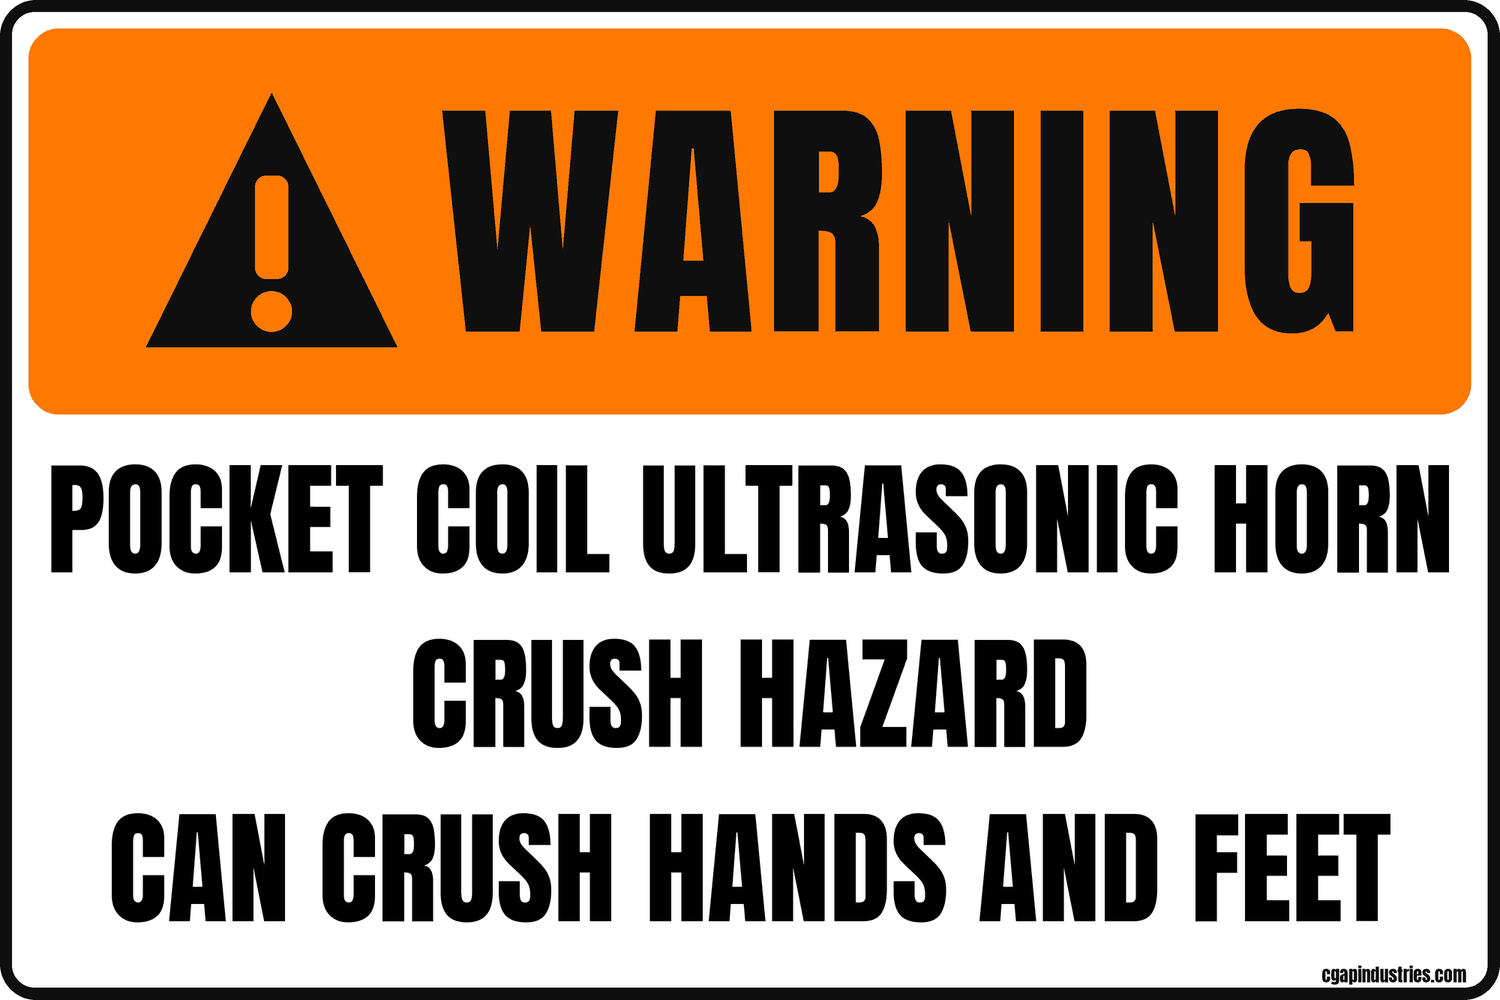 WARNING
POCKET COIL ULTRASONIC HORN
CRUSH HAZARD
CAN CRUSH HANDS AND FEET
cgapindustries.com